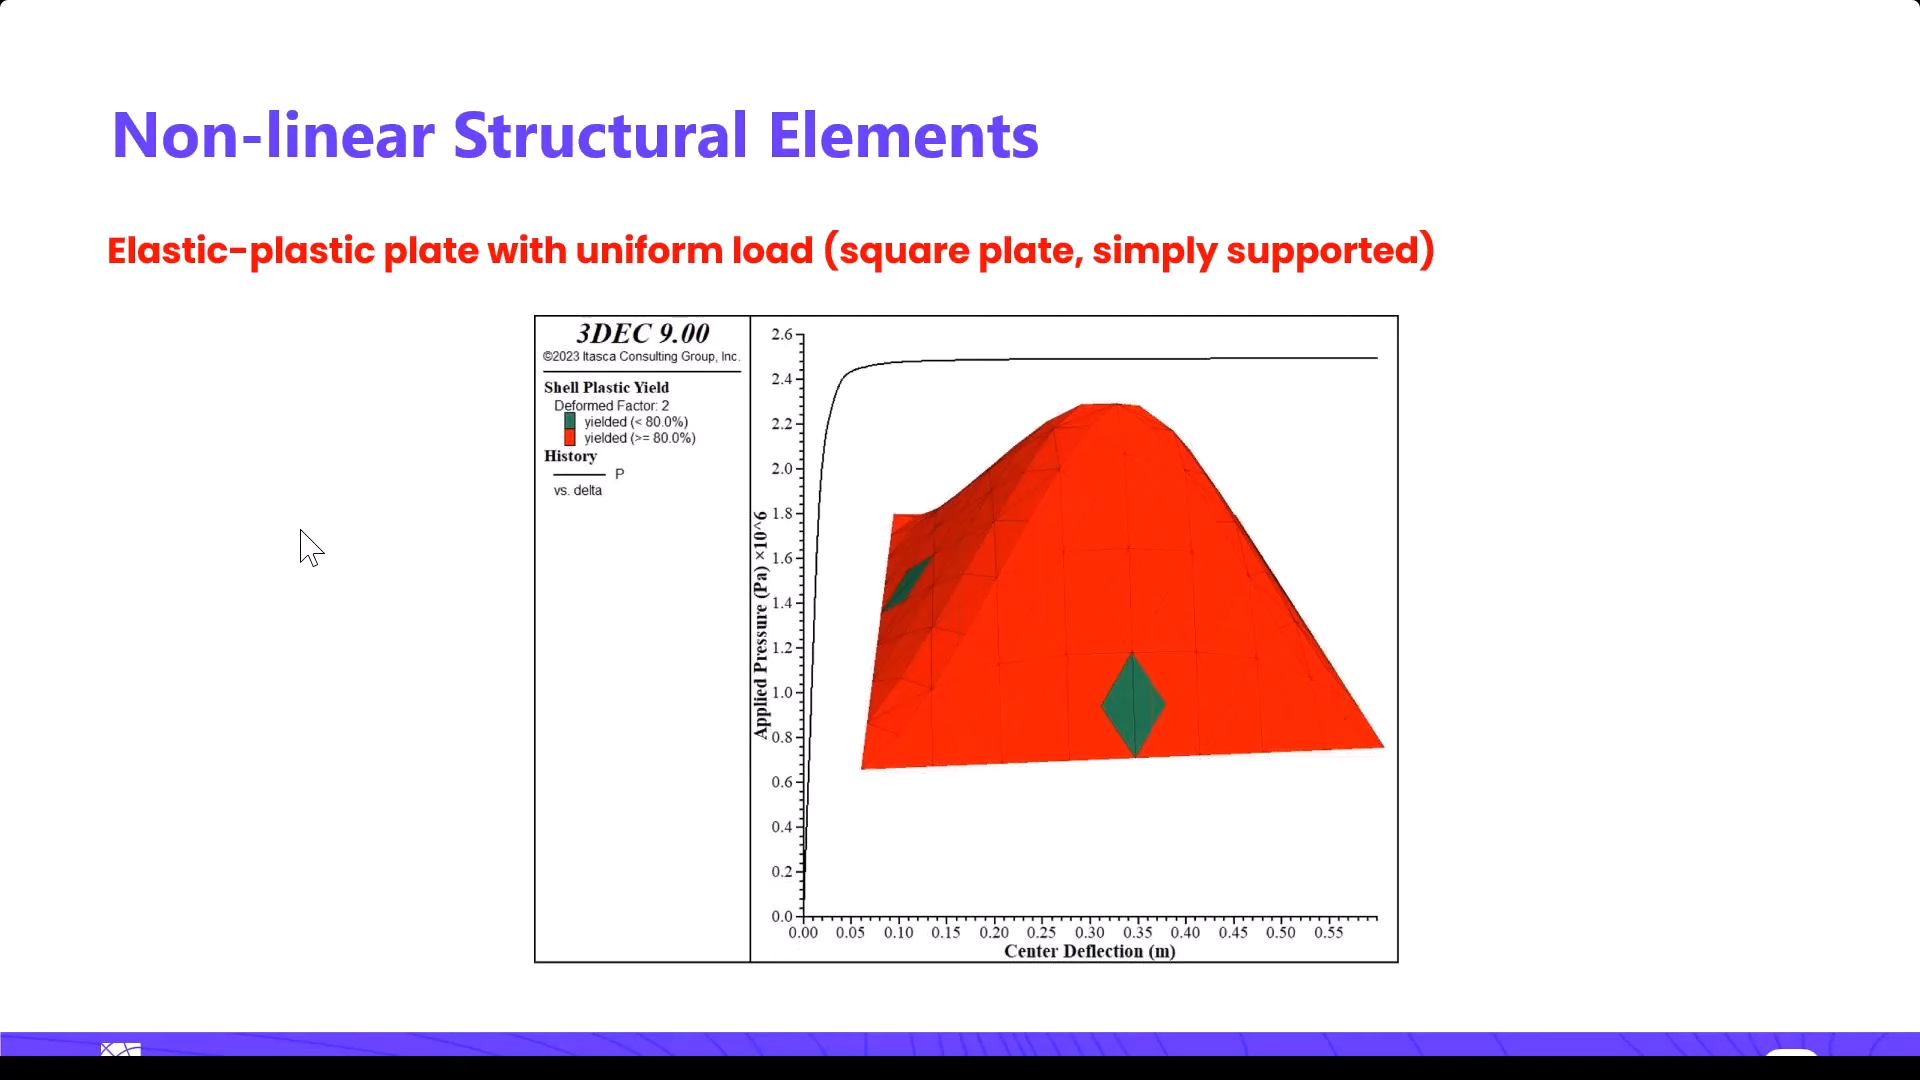 Non-linear Structural Elements
Elastic-plastic plate with uniform load (square plate, simply supported)
3DEC 9.00
©2023 Itasca Consulting Group, Inc.
Shell Plastic Yield
Deformed Factor: 2
yielded (< 80.0%)
yielded (>= 80.0%)
History
P
vs. delta
Applied Pressure (Pa) ×10^6
2.6
2.4
2.2
2.0
1.8
1.6
1.4
1.2
1.0
0.8
0.6
0.4
0.2
0.0
0.00 0.05 0.10 0.15 0.20 0.25 0.30 0.35 0.40 0.45 0.50 0.55
Center Deflection (m)